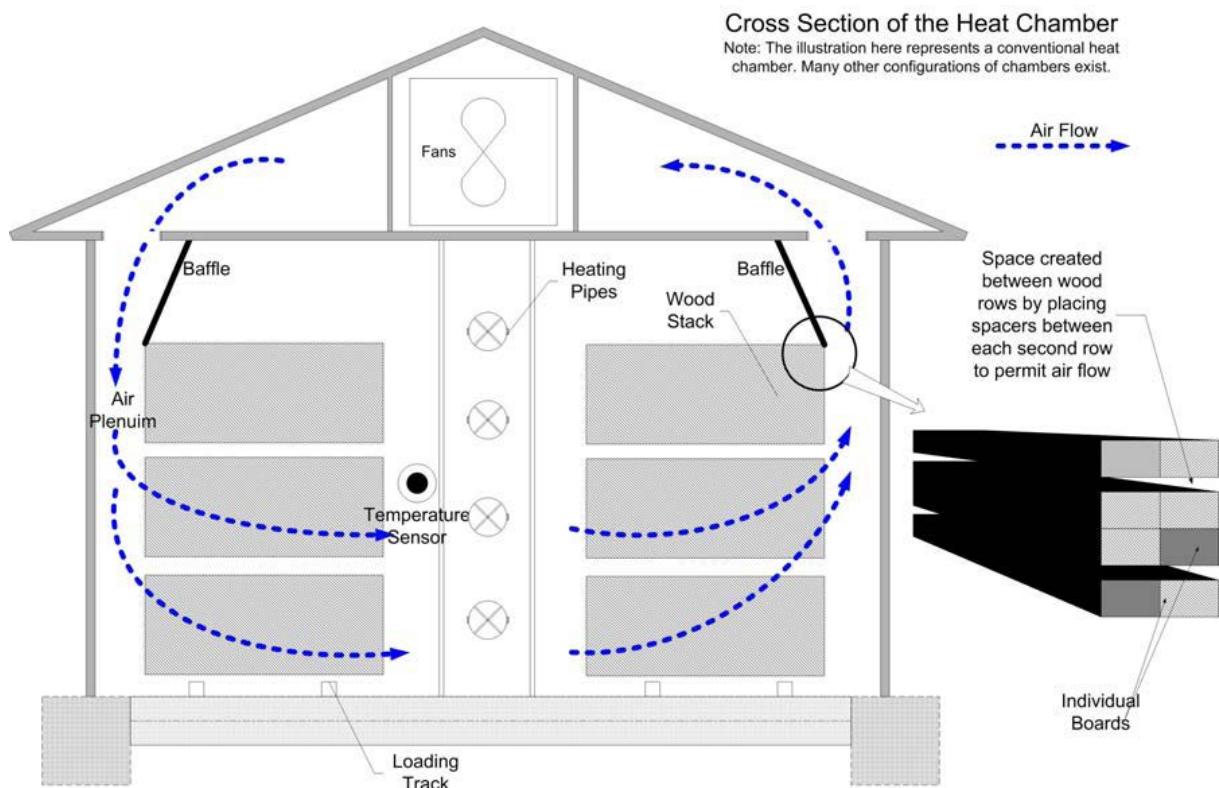 Cross Section of the Heat Chamber
Note: The illustration here represents a conventional heat
chamber. Many other configurations of chambers exist.
Air Flow
Fans
Baffle
Heating
Pipes
Baffle
Wood
Stack
Space created
between wood
rows by placing
spacers between
each second row
to permit air flow
Air
Plenuim
Temperature
Sensor
Individual
Boards
Loading
Track